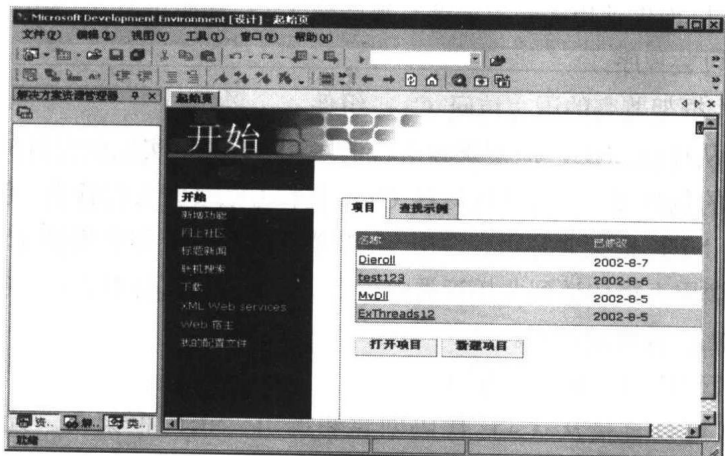 Microsoft Development Environment [设计] - 起始页
文件(F) 编辑(E) 视图(V) 工具(T) 窗口(W) 帮助(H)
解决方案资源管理器
起始页
开始
开始
新增功能
网上社区
标题新闻
联机搜索
下载
XML Web services
Web 宿主
我的配置文件
项目 查找示例
名称 已修改
Dieroll 2002-8-7
test123 2002-8-6
MyDll 2002-8-5
ExThreads12 2002-8-5
打开项目 新建项目
资.. 解.. 类..
就绪